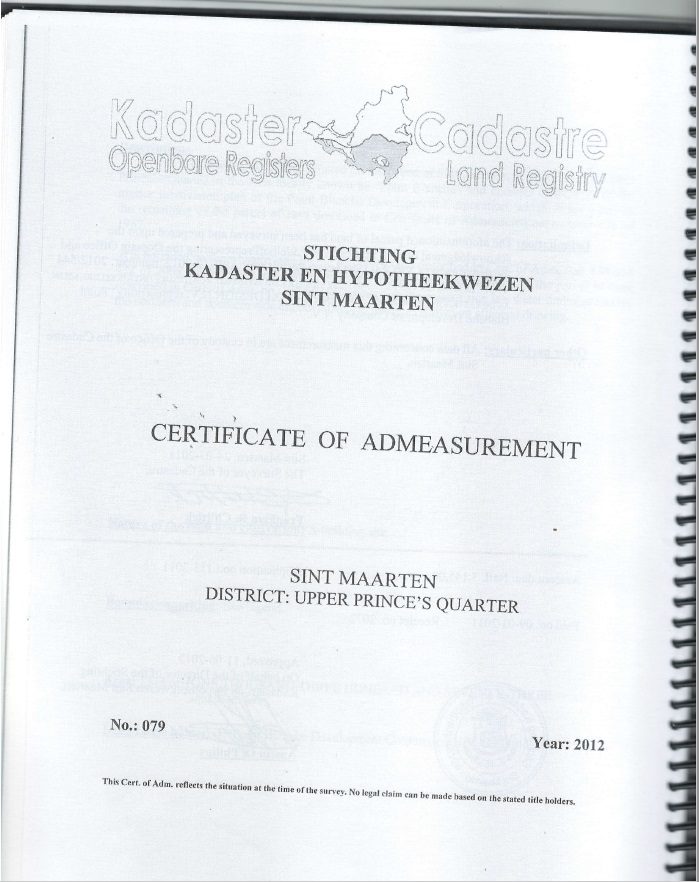 Kadaster Cadastre
Openbare Registers Land Registry
STICHTING
KADASTER EN HYPOTHEEKWEZEN
SINT MAARTEN
CERTIFICATE OF ADMEASUREMENT
SINT MAARTEN
DISTRICT: UPPER PRINCE'S QUARTER
No.: 079
Year: 2012
This Cert. of Adm. reflects the situation at the time of the survey. No legal claim can be made based on the stated title holders.